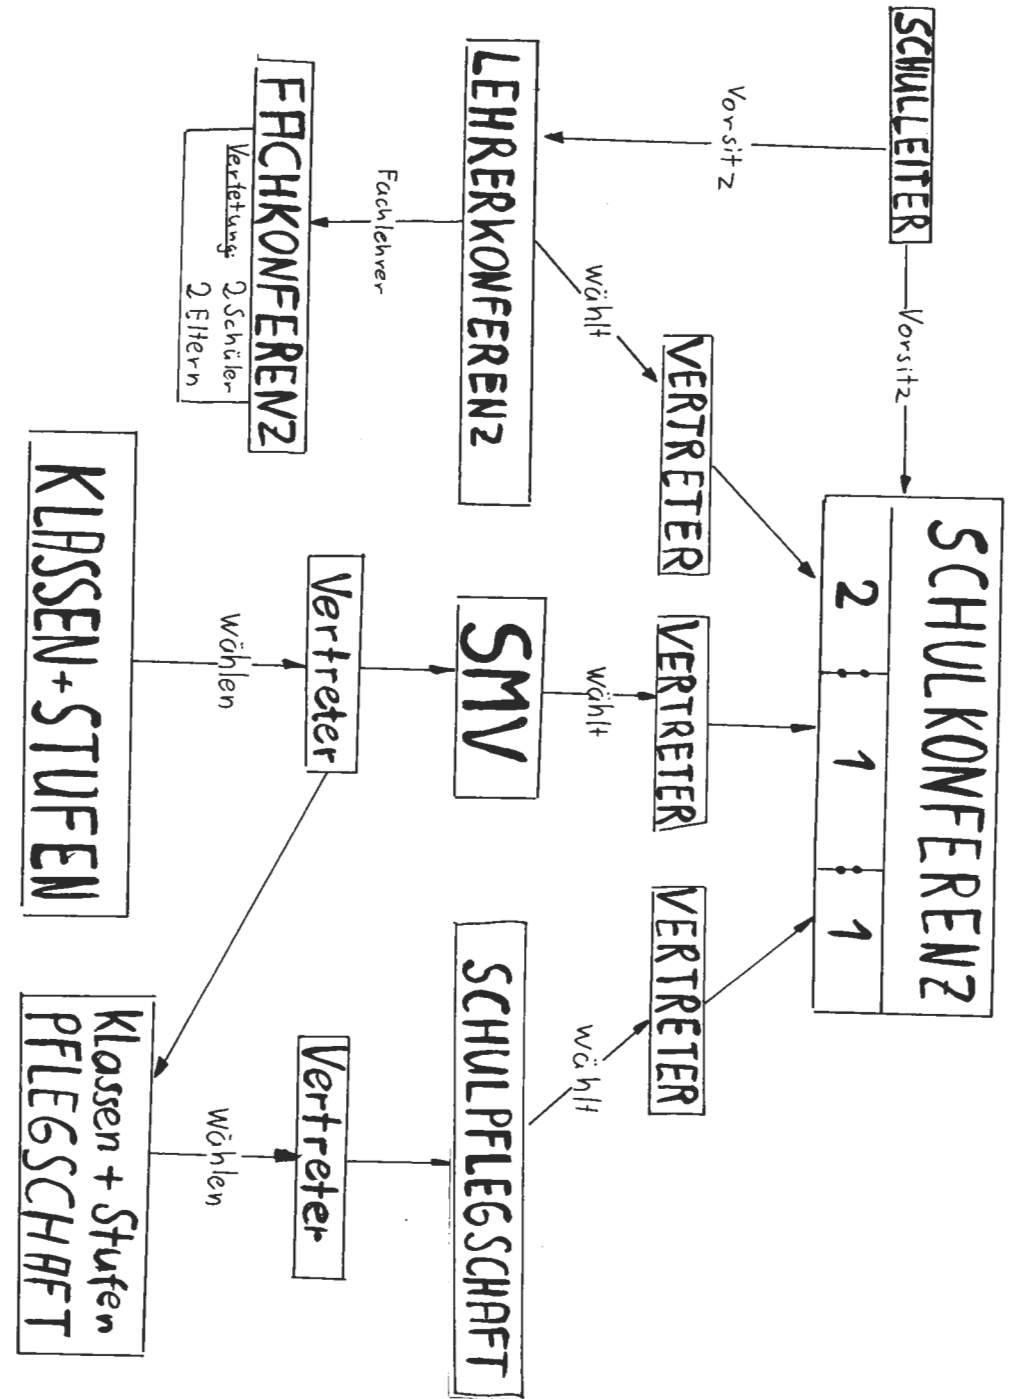 SCHULLEITER
Vorsitz
Vorsitz
SCHULKONFERENZ
2 : 1 : 1
LEHRERKONFERENZ
wählt
VERTRETER
Fachlehrer
FACHKONFERENZ
Vertetung: 2 Schüler
2 Eltern
SMV
wählt
VERTRETER
SCHULPFLEGSCHAFT
wählt
VERTRETER
Vertreter
wählen
KLASSEN + STUFEN
Vertreter
wählen
Klassen + Stufen
PFLEGSCHAFT